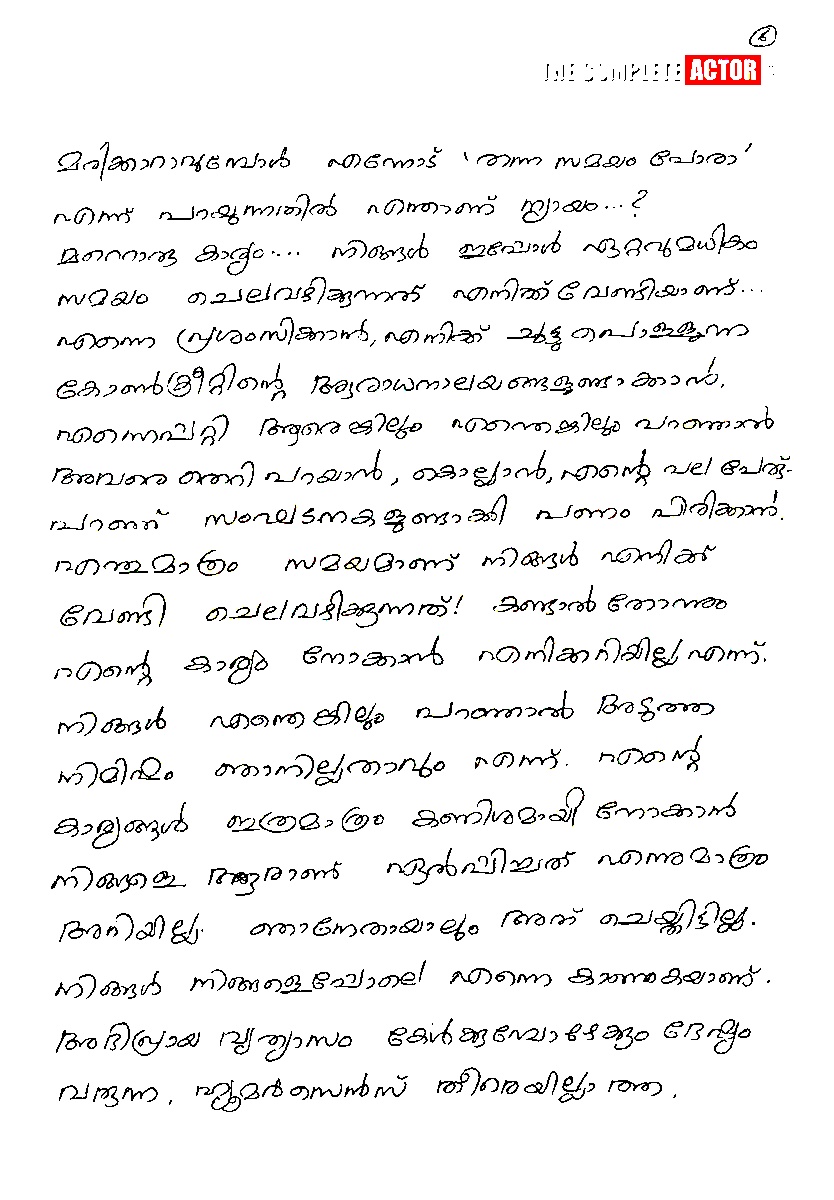 ൬
THE COMPLETE ACTOR
മരിക്കാറാവുമ്പോൾ എന്നോട് 'തന്ന സമയം പോരാ'
എന്ന് പറയുന്നതിൽ എന്താണ് ന്യായം...?
മറ്റൊരു കാര്യം.... നിങ്ങൾ ഇപ്പോൾ ഏറ്റവുമധികം
സമയം ചെലവഴിക്കുന്നത് എനിക്ക് വേണ്ടിയാണ്...
എന്നെ പ്രശംസിക്കാൻ, എനിക്ക് ചുട്ടുപൊള്ളുന്ന
കോൺക്രീറ്റിന്റെ ആരാധനാലയങ്ങളുണ്ടാക്കാൻ.
എന്നെപ്പറ്റി ആരെങ്കിലും എന്തെങ്കിലും പറഞ്ഞാൽ
അവനെ തെറി പറയാൻ, കൊല്ലാൻ, എന്റെ പല പേരു-
പറഞ്ഞ് സംഘടനകളുണ്ടാക്കി പണം പിരിക്കാൻ.
എന്തുമാത്രം സമയമാണ് നിങ്ങൾ എനിക്ക്
വേണ്ടി ചെലവഴിക്കുന്നത്! കണ്ടാൽ തോന്നും
എന്റെ കാര്യം നോക്കാൻ എനിക്കറിയില്ല എന്ന്.
നിങ്ങൾ എന്തെങ്കിലും പറഞ്ഞാൽ അടുത്ത
നിമിഷം ഞാനില്ലാതാവും എന്ന്. എന്റെ
കാര്യങ്ങൾ ഇത്രമാത്രം കണിശമായി നോക്കാൻ
നിങ്ങളെ ആരാണ് ഏൽപ്പിച്ചത് എന്നുമാത്രം
അറിയില്ല. ഞാനേതായാലും അത് ചെയ്തിട്ടില്ല.
നിങ്ങൾ നിങ്ങളെപ്പോലെ എന്നെ കാണുകയാണ്.
അഭിപ്രായ വ്യത്യാസം കേൾക്കുമ്പോഴേക്കും ദേഷ്യം
വരുന്ന, ഹ്യൂമർസെൻസ് തീരെയില്ലാത്ത,